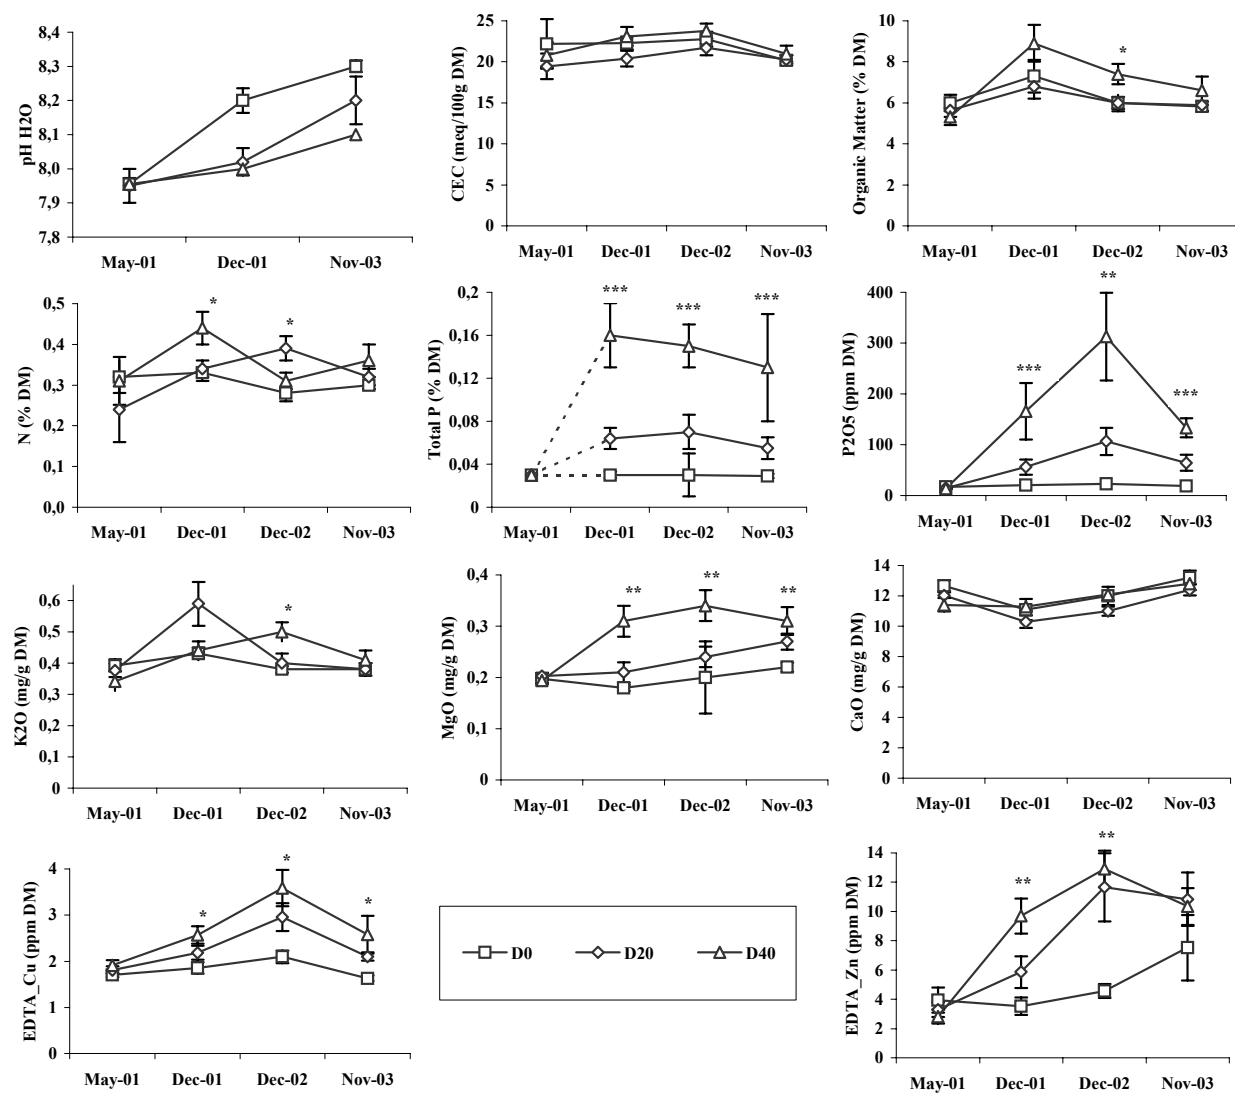 pH H2O
8,4
8,3
8,2
8,1
8,0
7,9
7,8
May-01 Dec-01 Nov-03
CEC (meq/100g DM)
25
20
15
10
5
0
May-01 Dec-01 Dec-02 Nov-03
Organic Matter (% DM)
10
8
6
4
2
0
*
May-01 Dec-01 Dec-02 Nov-03
N (% DM)
0,5
0,4
0,3
0,2
0,1
0,0
* *
May-01 Dec-01 Dec-02 Nov-03
Total P (% DM)
0,2
0,16
0,12
0,08
0,04
0
*** *** ***
May-01 Dec-01 Dec-02 Nov-03
P2O5 (ppm DM)
400
300
200
100
0
*** ** ***
May-01 Dec-01 Dec-02 Nov-03
K2O (mg/g DM)
0,6
0,5
0,4
0,3
0,2
0,1
0
*
May-01 Dec-01 Dec-02 Nov-03
MgO (mg/g DM)
0,4
0,3
0,2
0,1
0
** ** **
May-01 Dec-01 Dec-02 Nov-03
CaO (mg/g DM)
14
12
10
8
6
4
2
0
May-01 Dec-01 Dec-02 Nov-03
EDTA_Cu (ppm DM)
4
3
2
1
0
* * *
May-01 Dec-01 Dec-02 Nov-03
D0 D20 D40
EDTA_Zn (ppm DM)
14
12
10
8
6
4
2
0
** **
May-01 Dec-01 Dec-02 Nov-03